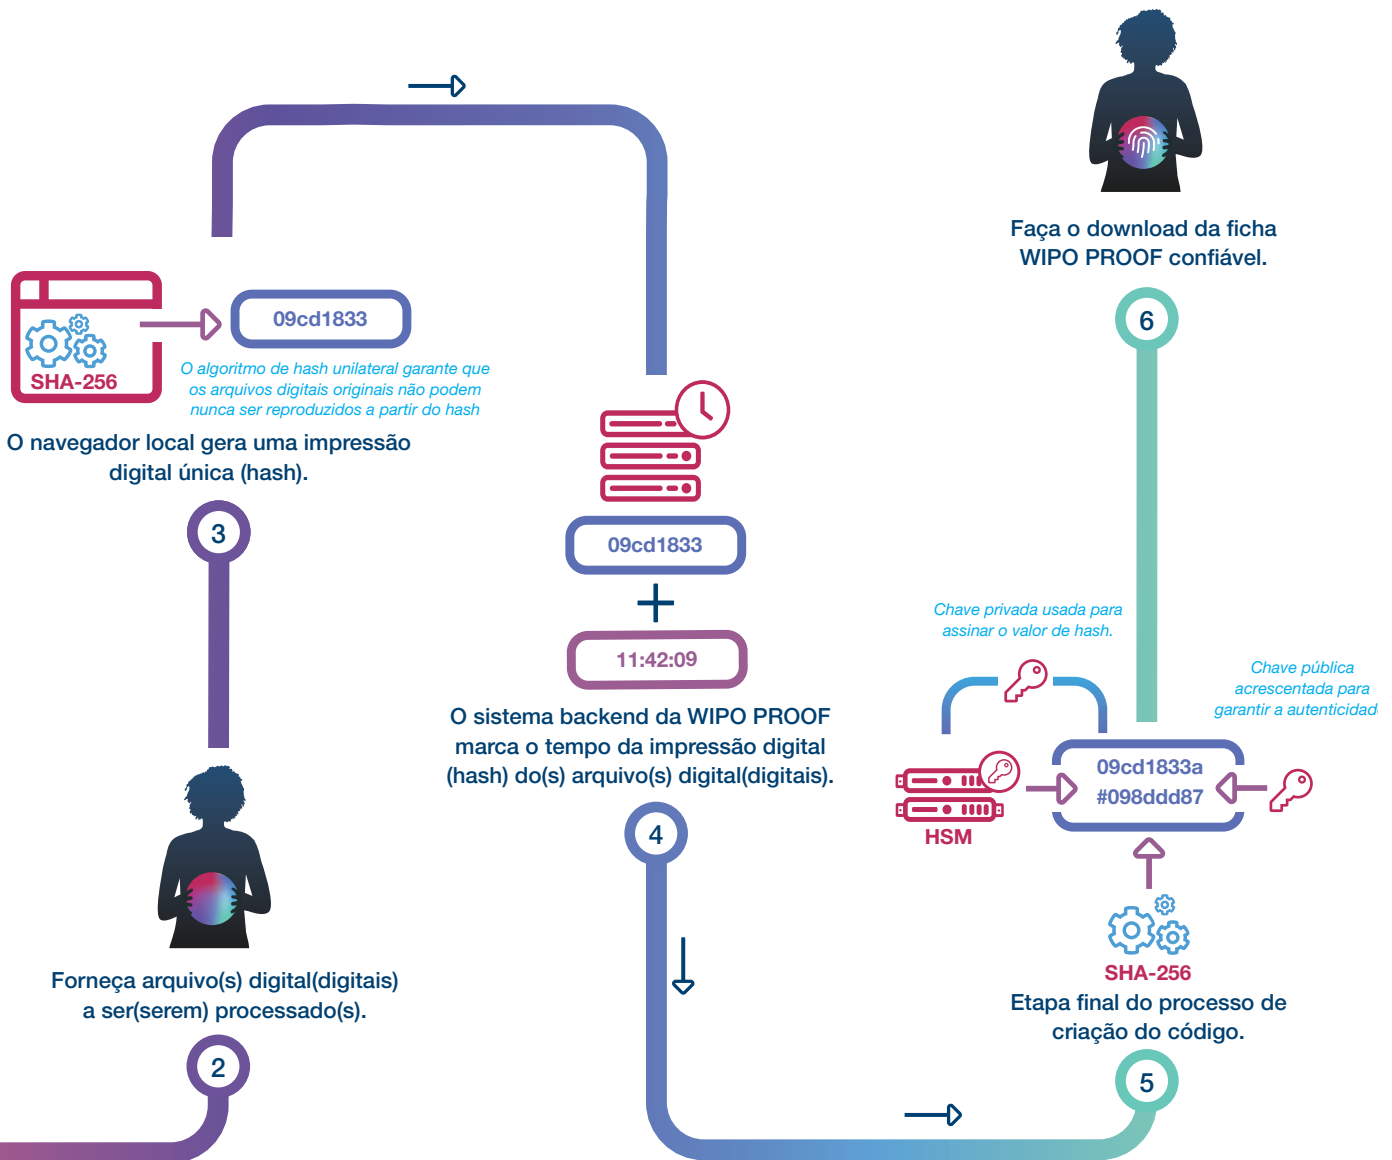 Faça o download da ficha
WIPO PROOF confiável.
6
09cd1833
SHA-256
O algoritmo de hash unilateral garante que
os arquivos digitais originais não podem
nunca ser reproduzidos a partir do hash
O navegador local gera uma impressão
digital única (hash).
3
09cd1833
11:42:09
O sistema backend da WIPO PROOF
marca o tempo da impressão digital
(hash) do(s) arquivo(s) digital(digitais).
4
Chave privada usada para
assinar o valor de hash.
Chave pública
acrescentada para
garantir a autenticidad
09cd1833a
#098ddd87
HSM
SHA-256
Etapa final do processo de
criação do código.
5
Forneça arquivo(s) digital(digitais)
a ser(serem) processado(s).
2